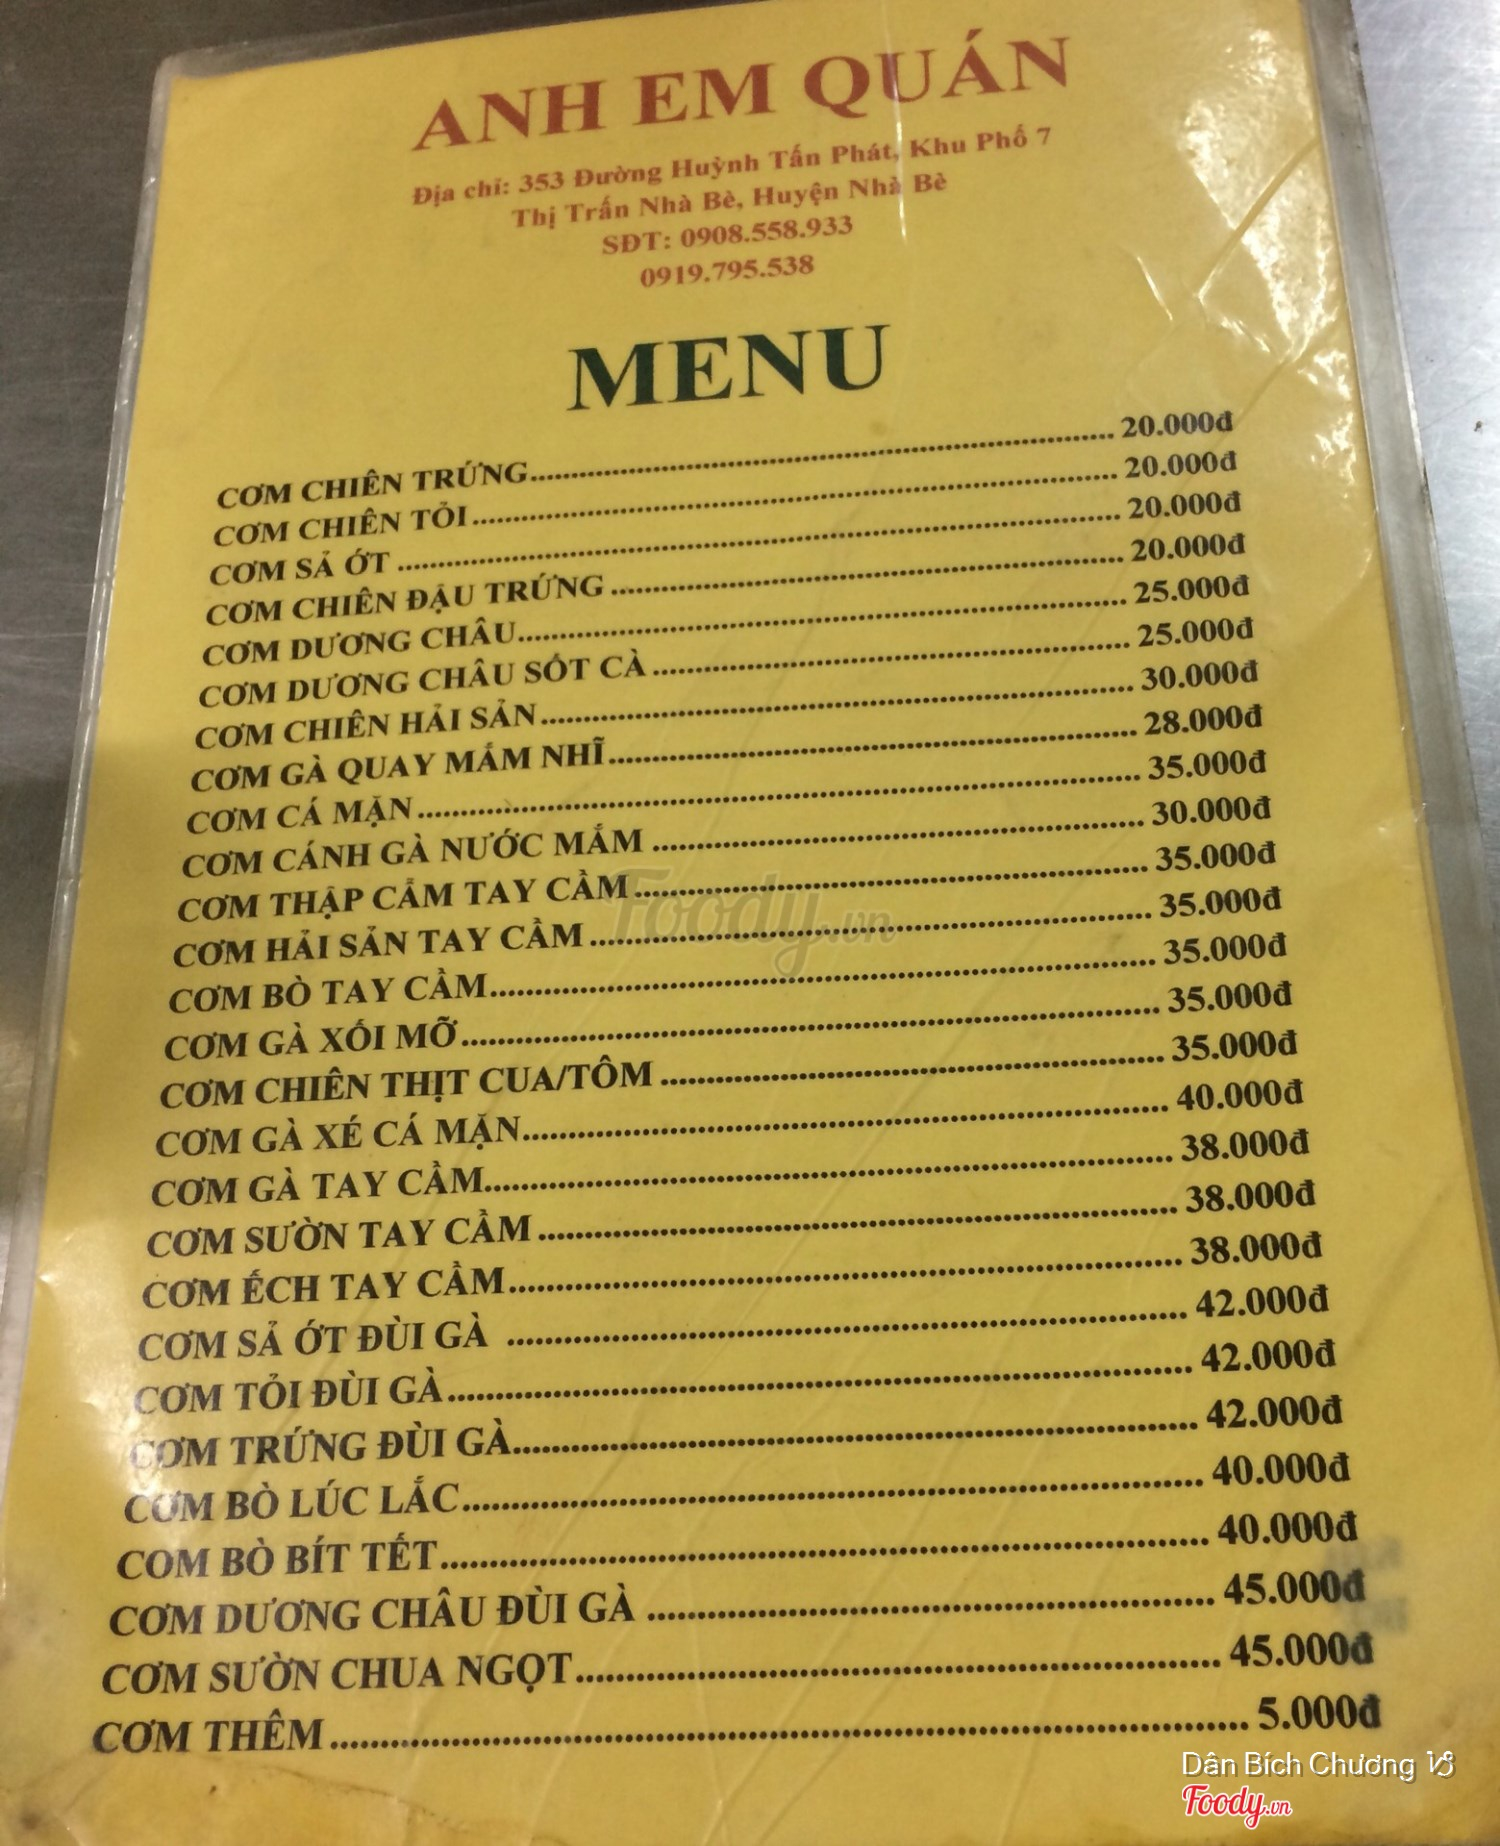 ANH EM QUÁN
Địa chỉ: 353 Đường Huỳnh Tấn Phát, Khu Phố 7
Thị Trấn Nhà Bè, Huyện Nhà Bè
SĐT: 0908.558.933
0919.795.538
MENU
CƠM CHIÊN TRỨNG.......... 20.000đ
CƠM CHIÊN TỎI.......... 20.000đ
CƠM SẢ ỚT .......... 20.000đ
CƠM CHIÊN ĐẬU TRỨNG .......... 20.000đ
CƠM DƯƠNG CHÂU.......... 25.000đ
CƠM DƯƠNG CHÂU SỐT CÀ .......... 25.000đ
CƠM CHIÊN HẢI SẢN.......... 30.000đ
CƠM GÀ QUAY MẮM NHĨ.......... 28.000đ
CƠM CÁ MẶN.......... 35.000đ
CƠM CÁNH GÀ NƯỚC MẮM .......... 30.000đ
CƠM THẬP CẨM TAY CẦM.......... 35.000đ
CƠM HẢI SẢN TAY CẦM .......... 35.000đ
CƠM BÒ TAY CẦM.......... 35.000đ
CƠM GÀ XỐI MỠ.......... 35.000đ
CƠM CHIÊN THỊT CUA/TÔM .......... 35.000đ
CƠM GÀ XÉ CÁ MẶN.......... 40.000đ
CƠM GÀ TAY CẦM.......... 38.000đ
CƠM SƯỜN TAY CẦM .......... 38.000đ
CƠM ẾCH TAY CẦM.......... 38.000đ
CƠM SẢ ỚT ĐÙI GÀ .......... 42.000đ
CƠM TỎI ĐÙI GÀ.......... 42.000đ
CƠM TRỨNG ĐÙI GÀ.......... 42.000đ
CƠM BÒ LÚC LẮC.......... 40.000đ
COM BÒ BÍT TẾT.......... 40.000đ
CƠM DƯƠNG CHÂU ĐÙI GÀ .......... 45.000đ
CƠM SƯỜN CHUA NGỌT.......... 45.000đ
CƠM THÊM .......... 5.000đ
Foody.vn
Dân Bích Chương ♑
Foody.vn